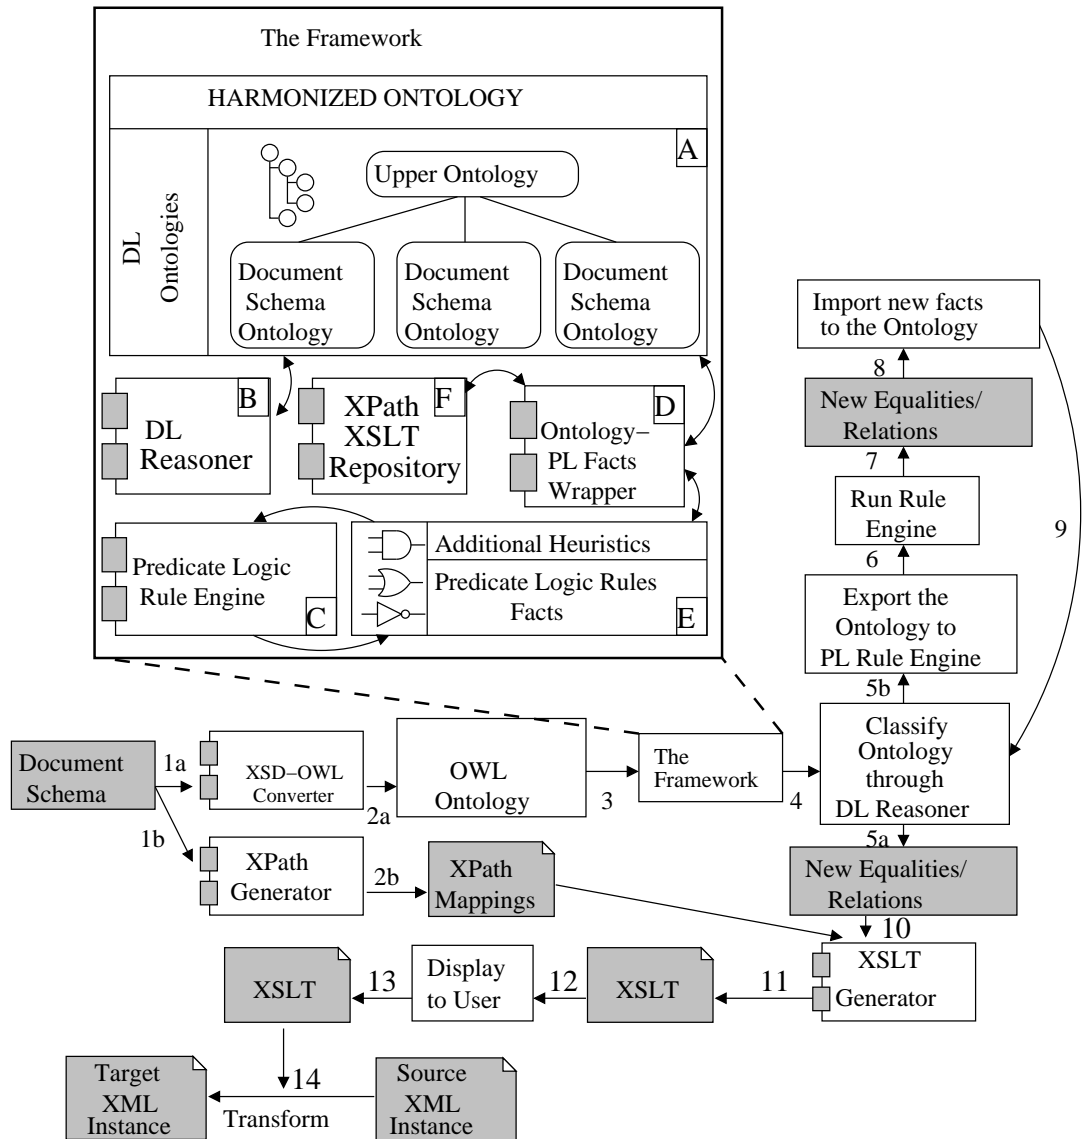 The Framework
HARMONIZED ONTOLOGY
A
DL
Ontologies
Upper Ontology
Document
Schema
Ontology
Document
Schema
Ontology
Document
Schema
Ontology
B
DL
Reasoner
F
XPath
XSLT
Repository
D
Ontology–
PL Facts
Wrapper
Predicate Logic
Rule Engine
C
Additional Heuristics
Predicate Logic Rules
Facts
E
Import new facts
to the Ontology
8
New Equalities/
Relations
7
Run Rule
Engine
9
6
Export the
Ontology to
PL Rule Engine
5b
Classify
Ontology
through
DL Reasoner
5a
New Equalities/
Relations
10
Document
Schema
1a
1b
XSD–OWL
Converter
2a
OWL
Ontology
3
The
Framework
4
XPath
Generator
2b
XPath
Mappings
XSLT
Generator
11
XSLT
12
Display
to User
13
XSLT
14
Transform
Target
XML
Instance
Source
XML
Instance